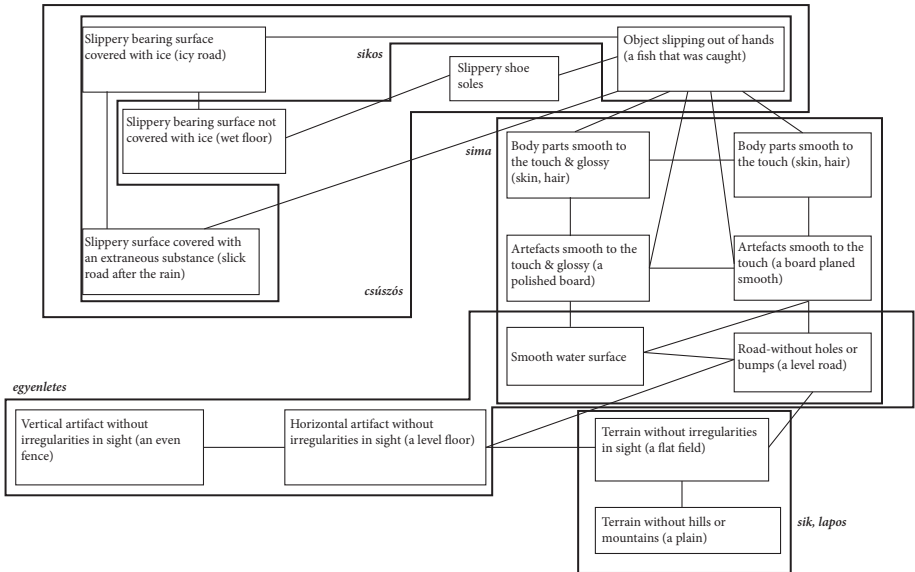 Slippery bearing surface
covered with ice (icy road)
sikos
Object slipping out of hands
(a fish that was caught)
Slippery shoe
soles
Slippery bearing surface not
covered with ice (wet floor)
sima
Body parts smooth to
the touch & glossy
(skin, hair)
Body parts smooth to
the touch (skin, hair)
Slippery surface covered with
an extraneous substance (slick
road after the rain)
csúszós
Artefacts smooth to the
touch & glossy (a
polished board)
Artefacts smooth to the
touch (a board planed
smooth)
Smooth water surface
Road-without holes or
bumps (a level road)
egyenletes
Vertical artifact without
irregularities in sight (an even
fence)
Horizontal artifact without
irregularities in sight (a level floor)
Terrain without irregularities
in sight (a flat field)
Terrain without hills or
mountains (a plain)
sík, lapos